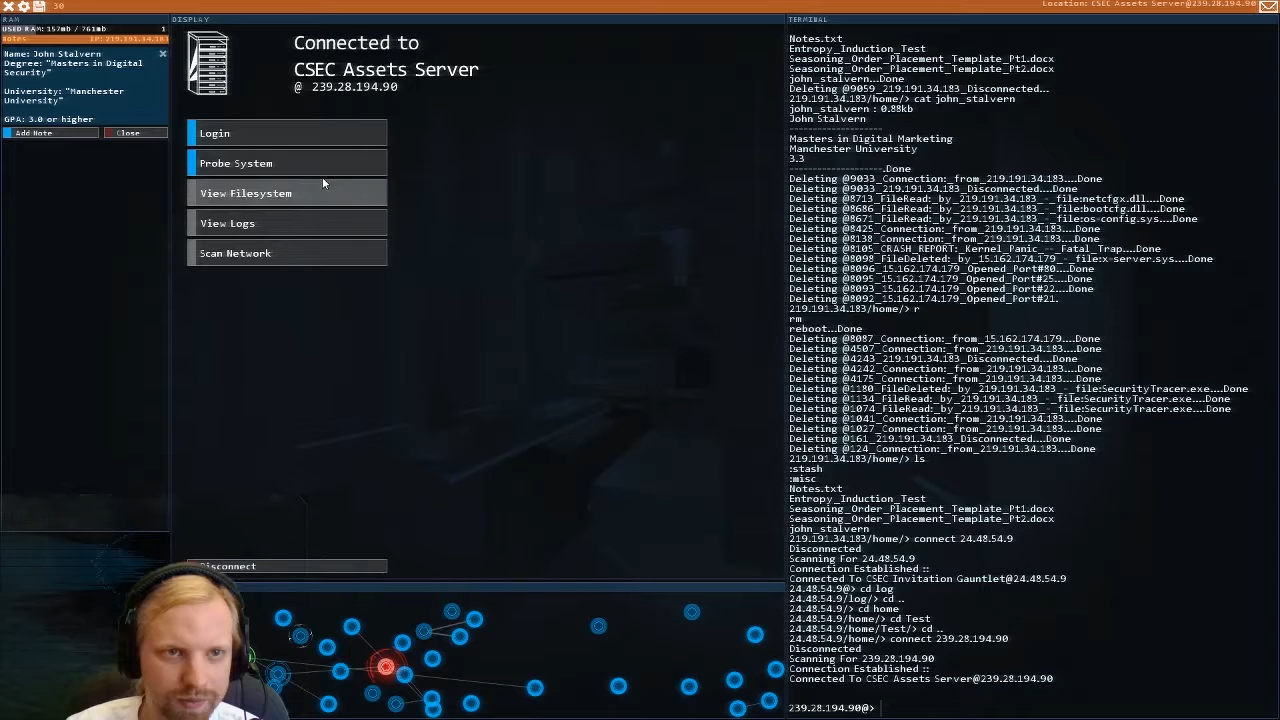 30
Location: CSEC Assets Server@239.28.194.90
RAM
USED RAM: 157mb / 761mb 1
Notes IP: 219.191.34.183
Name: John Stalvern
Degree: "Masters in Digital
Security"
University: "Manchester
University"
GPA: 3.0 or higher
Add Note
Close
DISPLAY
Connected to
CSEC Assets Server
@ 239.28.194.90
Login
Probe System
View Filesystem
View Logs
Scan Network
Disconnect
TERMINAL
Notes.txt
Entropy_Induction_Test
Seasoning_Order_Placement_Template_Pt1.docx
Seasoning_Order_Placement_Template_Pt2.docx
john_stalvern...Done
Deleting @9059_219.191.34.183_Disconnected...
219.191.34.183/home/> cat john_stalvern
john_stalvern : 0.88kb
John Stalvern
--------------------
Masters in Digital Marketing
Manchester University
3.3
--------------------.Done
Deleting @9033_Connection:_from_219.191.34.183....Done
Deleting @9033_219.191.34.183_Disconnected....Done
Deleting @8713_FileRead:_by_219.191.34.183_-_file:netcfgx.dll....Done
Deleting @8686_FileRead:_by_219.191.34.183_-_file:bootcfg.dll....Done
Deleting @8671_FileRead:_by_219.191.34.183_-_file:os-config.sys....Done
Deleting @8425_Connection:_from_219.191.34.183....Done
Deleting @8138_Connection:_from_219.191.34.183....Done
Deleting @8105_CRASH_REPORT:_Kernel_Panic_--_Fatal_Trap....Done
Deleting @8098_FileDeleted:_by_15.162.174.179_-_file:x-server.sys....Done
Deleting @8096_15.162.174.179_Opened_Port#80....Done
Deleting @8095_15.162.174.179_Opened_Port#25....Done
Deleting @8093_15.162.174.179_Opened_Port#22....Done
Deleting @8092_15.162.174.179_Opened_Port#21.
219.191.34.183/home/> r
rm
reboot...Done
Deleting @8087_Connection:_from_15.162.174.179....Done
Deleting @4507_Connection:_from_219.191.34.183....Done
Deleting @4243_219.191.34.183_Disconnected....Done
Deleting @4242_Connection:_from_219.191.34.183....Done
Deleting @4175_Connection:_from_219.191.34.183....Done
Deleting @1180_FileDeleted:_by_219.191.34.183_-_file:SecurityTracer.exe....Done
Deleting @1134_FileRead:_by_219.191.34.183_-_file:SecurityTracer.exe....Done
Deleting @1074_FileRead:_by_219.191.34.183_-_file:SecurityTracer.exe....Done
Deleting @1041_Connection:_from_219.191.34.183....Done
Deleting @1027_Connection:_from_219.191.34.183....Done
Deleting @161_219.191.34.183_Disconnected....Done
Deleting @124_Connection:_from_219.191.34.183....Done
219.191.34.183/home/> ls
:stash
:misc
Notes.txt
Entropy_Induction_Test
Seasoning_Order_Placement_Template_Pt1.docx
Seasoning_Order_Placement_Template_Pt2.docx
john_stalvern
219.191.34.183/home/> connect 24.48.54.9
Disconnected
Scanning For 24.48.54.9
Connection Established ::
Connected To CSEC Invitation Gauntlet@24.48.54.9
24.48.54.9@> cd log
24.48.54.9/log/> cd ..
24.48.54.9/> cd home
24.48.54.9/home/> cd Test
24.48.54.9/home/Test/> cd ..
24.48.54.9/home/> connect 239.28.194.90
Disconnected
Scanning For 239.28.194.90
Connection Established ::
Connected To CSEC Assets Server@239.28.194.90
239.28.194.90@>